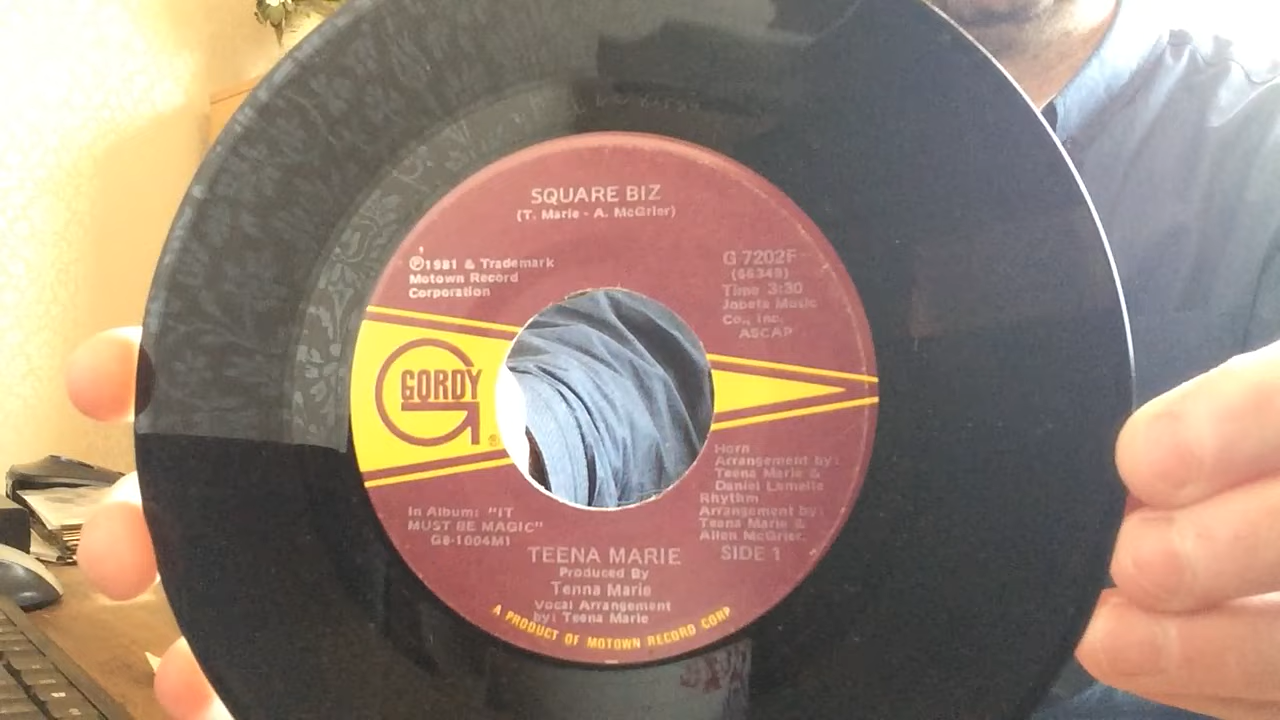 SQUARE BIZ
(T. Marie - A. McGrier)
℗1981 & Trademark
Motown Record
Corporation
G 7202F
(66349)
Time 3:30
Jobete Music
Co., Inc.
ASCAP
GORDY
®
In Album: "IT
MUST BE MAGIC"
G8-1004M1
Horn
Arrangement by:
Teena Marie &
Daniel Lemelle
Rhythm
Arrangement by:
Teena Marie &
Allen McGrier.
SIDE 1
TEENA MARIE
Produced By
Tenna Marie
Vocal Arrangement
by: Teena Marie
A PRODUCT OF MOTOWN RECORD CORP